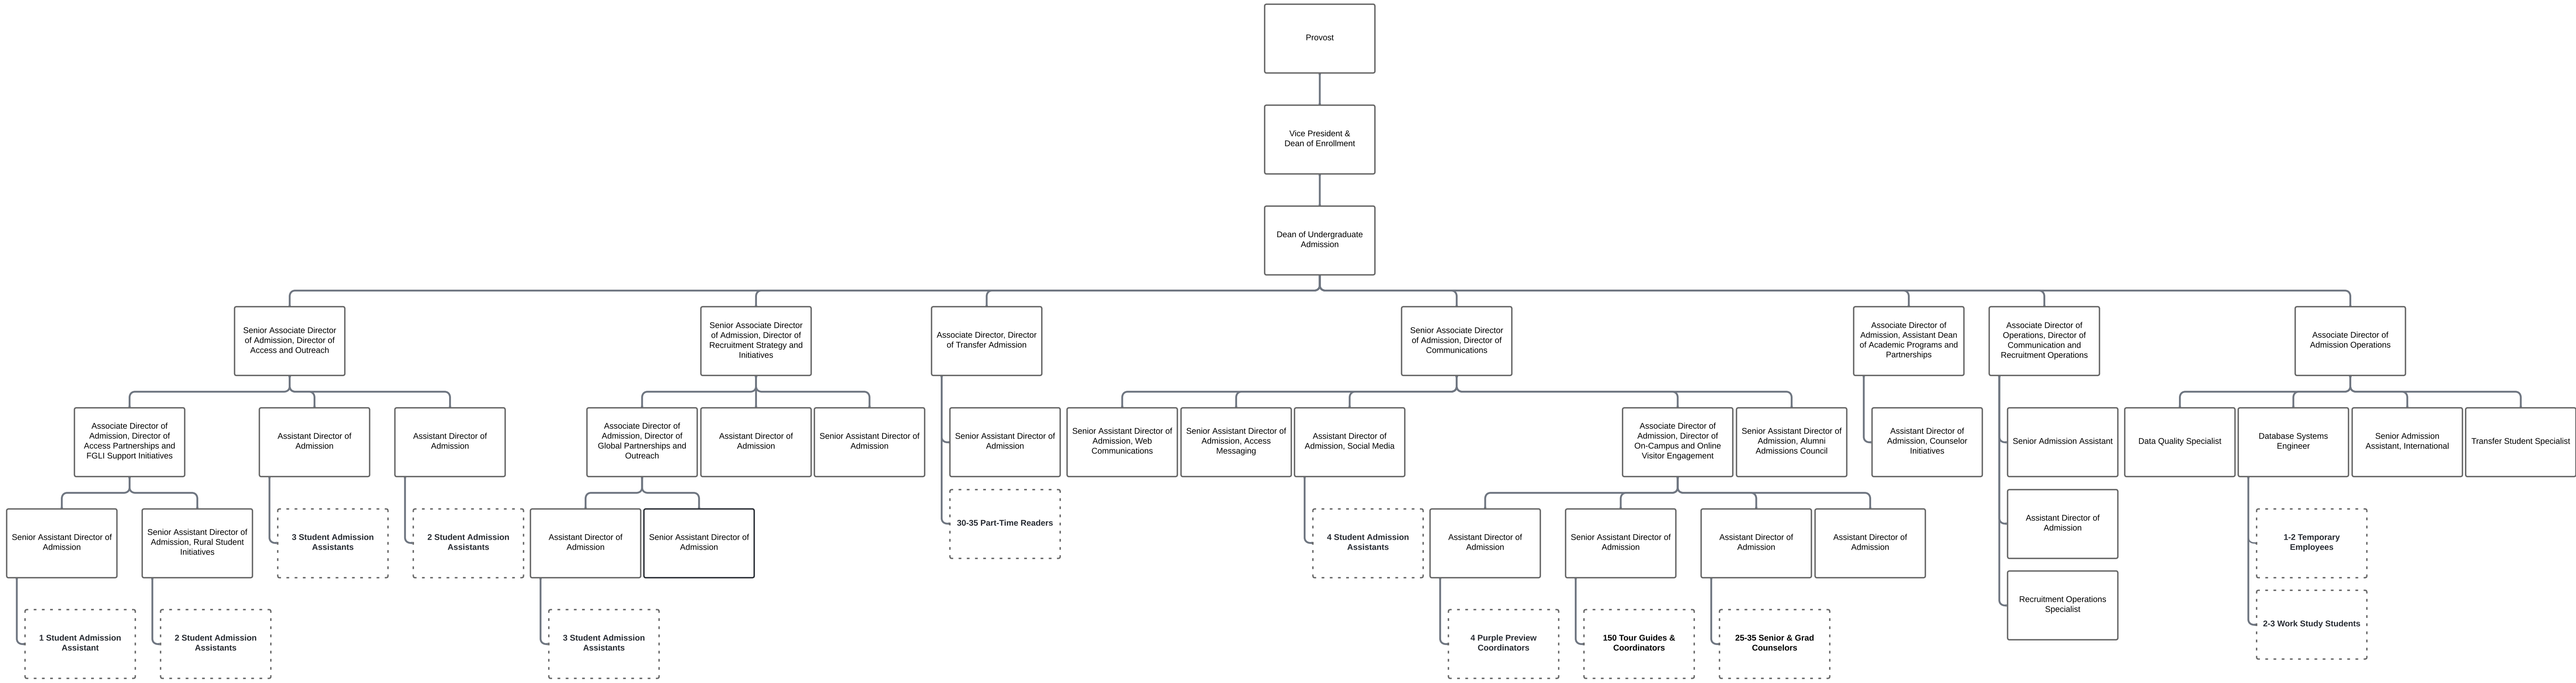 Provost
Vice President &
Dean of Enrollment
Dean of Undergraduate
Admission
Senior Associate Director
of Admission, Director of
Access and Outreach
Senior Associate Director
of Admission, Director of
Recruitment Strategy and
Initiatives
Associate Director, Director
of Transfer Admission
Senior Associate Director
of Admission, Director of
Communications
Associate Director of
Admission, Assistant Dean
of Academic Programs and
Partnerships
Associate Director of
Operations, Director of
Communication and
Recruitment Operations
Associate Director of
Admission Operations
Associate Director of
Admission, Director of
Access Partnerships and
FGLI Support Initiatives
Assistant Director of
Admission
Assistant Director of
Admission
Associate Director of
Admission, Director of
Global Partnerships and
Outreach
Assistant Director of
Admission
Senior Assistant Director of
Admission
Senior Assistant Director of
Admission
Senior Assistant Director of
Admission, Web
Communications
Senior Assistant Director of
Admission, Access
Messaging
Assistant Director of
Admission, Social Media
Associate Director of
Admission, Director of
On-Campus and Online
Visitor Engagement
Senior Assistant Director of
Admission, Alumni
Admissions Council
Assistant Director of
Admission, Counselor
Initiatives
Senior Admission Assistant
Data Quality Specialist
Database Systems
Engineer
Senior Admission
Assistant, International
Transfer Student Specialist
Senior Assistant Director of
Admission
Senior Assistant Director of
Admission, Rural Student
Initiatives
3 Student Admission
Assistants
2 Student Admission
Assistants
Assistant Director of
Admission
Senior Assistant Director of
Admission
30-35 Part-Time Readers
4 Student Admission
Assistants
Assistant Director of
Admission
Senior Assistant Director of
Admission
Assistant Director of
Admission
Assistant Director of
Admission
Assistant Director of
Admission
1-2 Temporary
Employees
Recruitment Operations
Specialist
1 Student Admission
Assistant
2 Student Admission
Assistants
3 Student Admission
Assistants
4 Purple Preview
Coordinators
150 Tour Guides &
Coordinators
25-35 Senior & Grad
Counselors
2-3 Work Study Students